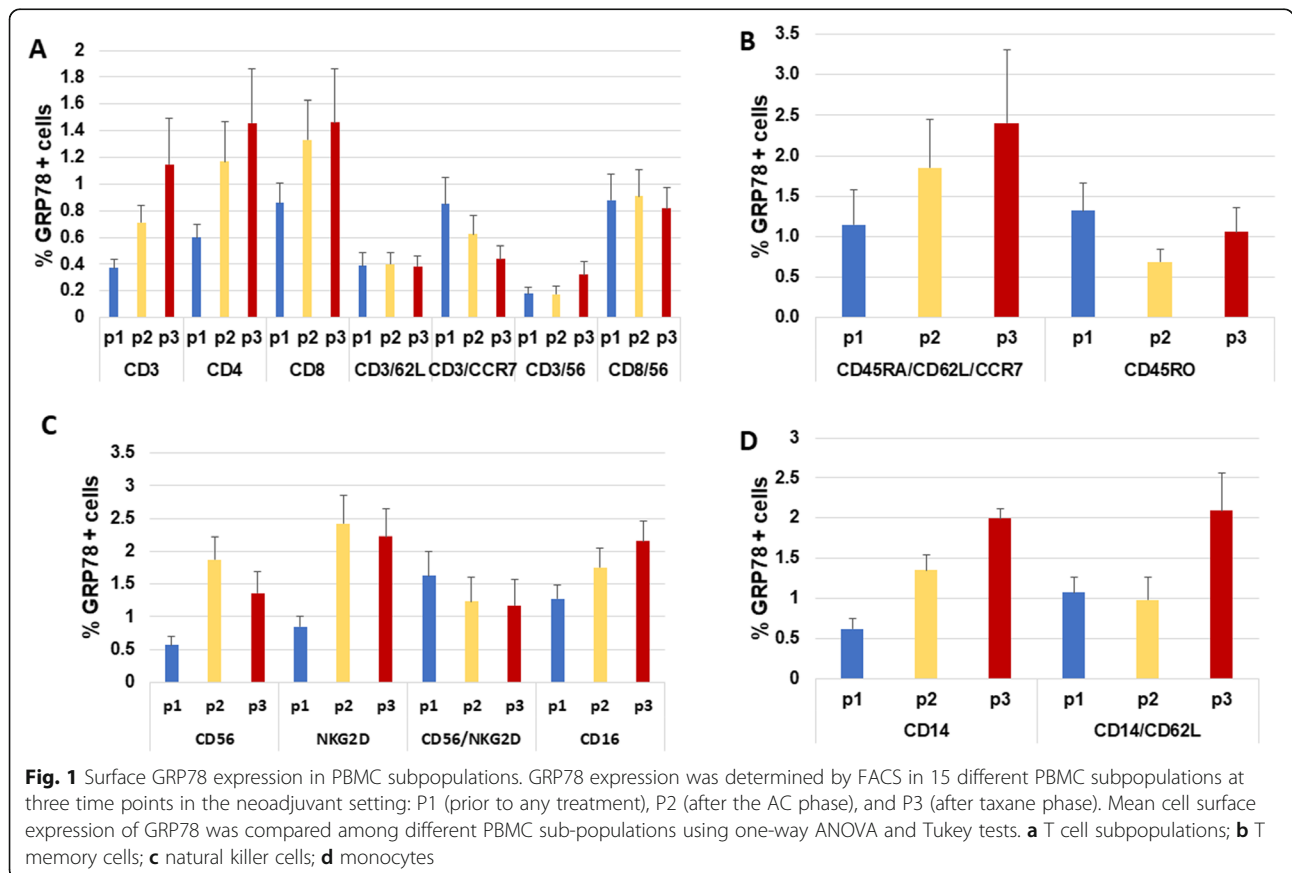 A
2
1.8
1.6
1.4
1.2
1
0.8
0.6
0.4
0.2
0
% GRP78 + cells
p1 p2 p3 p1 p2 p3 p1 p2 p3 p1 p2 p3 p1 p2 p3 p1 p2 p3 p1 p2 p3
CD3 CD4 CD8 CD3/62L CD3/CCR7 CD3/56 CD8/56
B
3.5
3.0
2.5
2.0
1.5
1.0
0.5
0.0
% GRP78 + cells
p1 p2 p3 p1 p2 p3
CD45RA/CD62L/CCR7 CD45RO
C
3.5
3
2.5
2
1.5
1
0.5
0
% GRP78 + cells
p1 p2 p3 p1 p2 p3 p1 p2 p3 p1 p2 p3
CD56 NKG2D CD56/NKG2D CD16
D
3
2.5
2
1.5
1
0.5
0
% GRP78 + cells
p1 p2 p3 p1 p2 p3
CD14 CD14/CD62L
Fig. 1 Surface GRP78 expression in PBMC subpopulations. GRP78 expression was determined by FACS in 15 different PBMC subpopulations at
three time points in the neoadjuvant setting: P1 (prior to any treatment), P2 (after the AC phase), and P3 (after taxane phase). Mean cell surface
expression of GRP78 was compared among different PBMC sub-populations using one-way ANOVA and Tukey tests. a T cell subpopulations; b T
memory cells; c natural killer cells; d monocytes